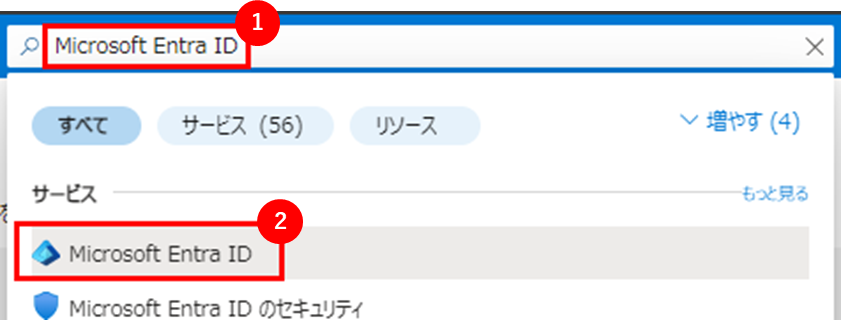 1
Microsoft Entra ID
すべて サービス (56) リソース 増やす (4)
サービス もっと見る
2
Microsoft Entra ID
Microsoft Entra ID のセキュリティ